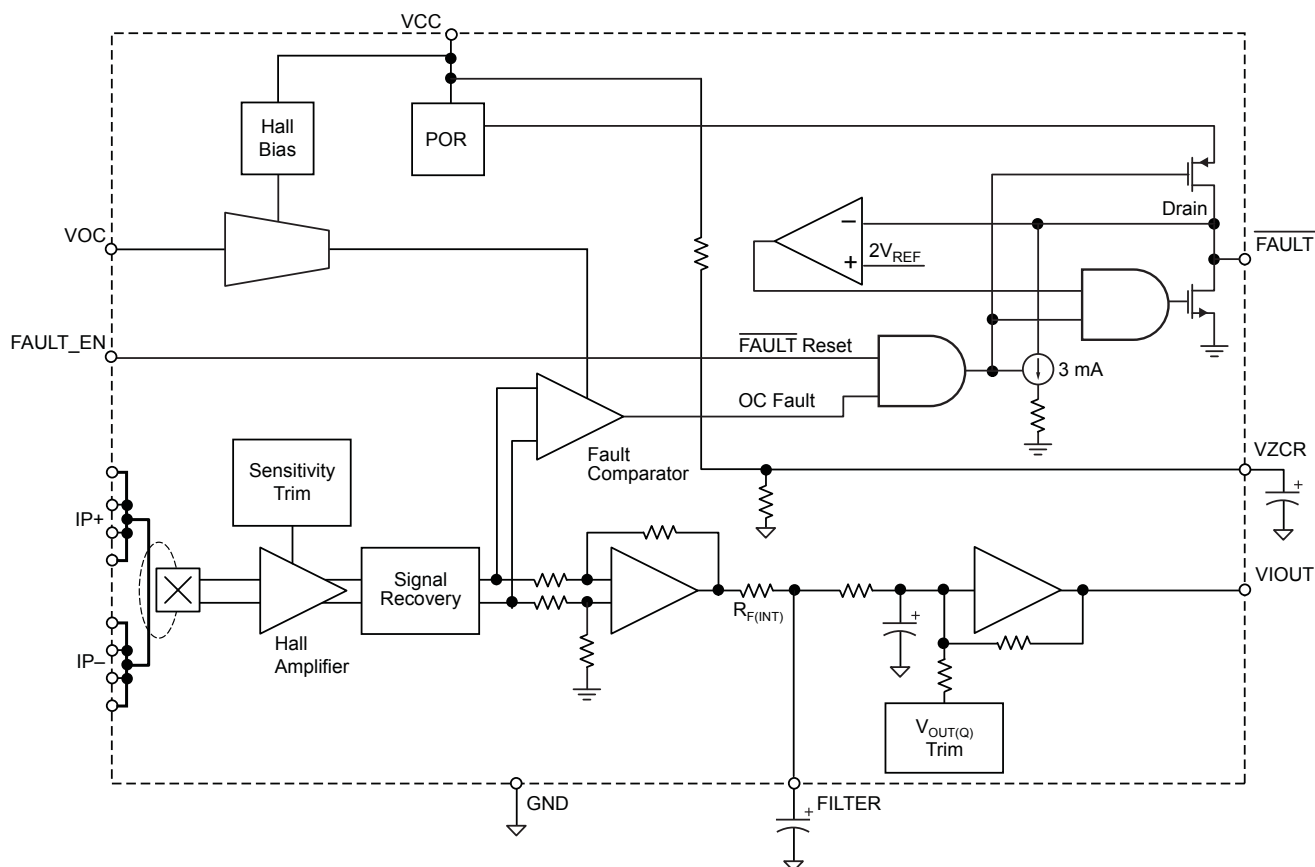 VCC
Hall
Bias
POR
VOC
Drain
FAULT
−
+
2VREF
FAULT_EN
FAULT Reset
3 mA
OC Fault
Fault
Comparator
VZCR
+
Sensitivity
Trim
IP+
Signal
Recovery
Hall
Amplifier
RF(INT)
+
VIOUT
IP–
VOUT(Q)
Trim
GND
FILTER
+